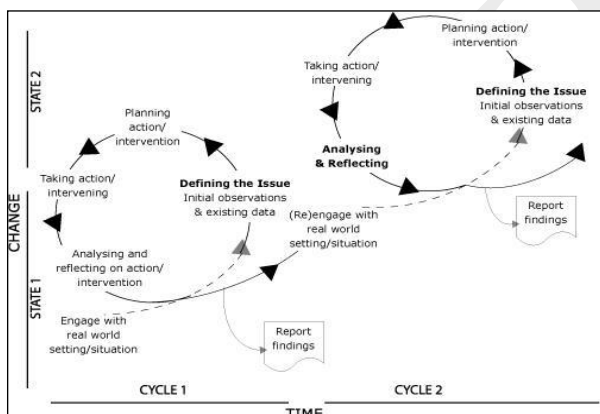 STATE 2
CHANGE
STATE 1
Planning
action/
intervention
Taking action/
intervening
Defining the Issue
Initial observations
& existing data
Analysing and
reflecting on action/
intervention
Engage with
real world
setting/situation
Report
findings
Planning
action/intervention
Taking action/
intervening
Defining the Issue
Initial observations
& existing data
Analysing
& Reflecting
(Re)engage with
real world
setting/situation
Report
findings
CYCLE 1
CYCLE 2
TIME